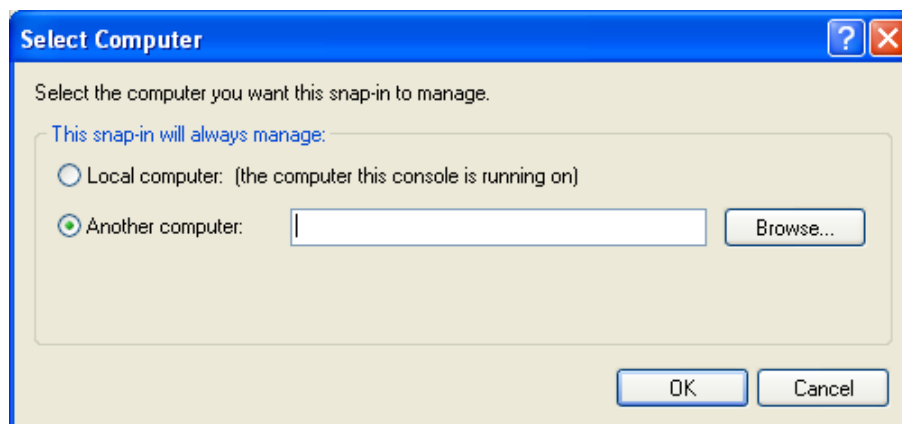 Select Computer
Select the computer you want this snap-in to manage.
This snap-in will always manage:
Local computer: (the computer this console is running on)
Another computer:
Browse...
OK
Cancel